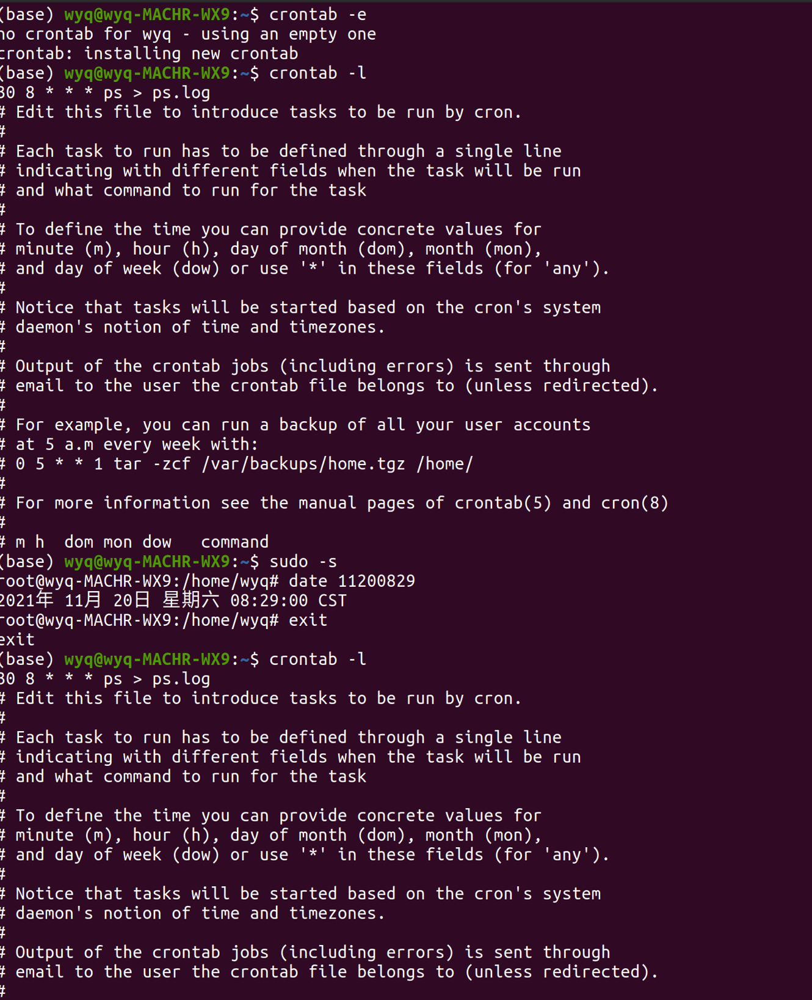 (base) wyq@wyq-MACHR-WX9:~$ crontab -e
no crontab for wyq - using an empty one
crontab: installing new crontab
(base) wyq@wyq-MACHR-WX9:~$ crontab -l
30 8 * * * ps > ps.log
# Edit this file to introduce tasks to be run by cron.
#
# Each task to run has to be defined through a single line
# indicating with different fields when the task will be run
# and what command to run for the task
#
# To define the time you can provide concrete values for
# minute (m), hour (h), day of month (dom), month (mon),
# and day of week (dow) or use '*' in these fields (for 'any').
#
# Notice that tasks will be started based on the cron's system
# daemon's notion of time and timezones.
#
# Output of the crontab jobs (including errors) is sent through
# email to the user the crontab file belongs to (unless redirected).
#
# For example, you can run a backup of all your user accounts
# at 5 a.m every week with:
# 0 5 * * 1 tar -zcf /var/backups/home.tgz /home/
#
# For more information see the manual pages of crontab(5) and cron(8)
#
# m h  dom mon dow   command
(base) wyq@wyq-MACHR-WX9:~$ sudo -s
root@wyq-MACHR-WX9:/home/wyq# date 11200829
2021年 11月 20日 星期六 08:29:00 CST
root@wyq-MACHR-WX9:/home/wyq# exit
exit
(base) wyq@wyq-MACHR-WX9:~$ crontab -l
30 8 * * * ps > ps.log
# Edit this file to introduce tasks to be run by cron.
#
# Each task to run has to be defined through a single line
# indicating with different fields when the task will be run
# and what command to run for the task
#
# To define the time you can provide concrete values for
# minute (m), hour (h), day of month (dom), month (mon),
# and day of week (dow) or use '*' in these fields (for 'any').
#
# Notice that tasks will be started based on the cron's system
# daemon's notion of time and timezones.
#
# Output of the crontab jobs (including errors) is sent through
# email to the user the crontab file belongs to (unless redirected).
#